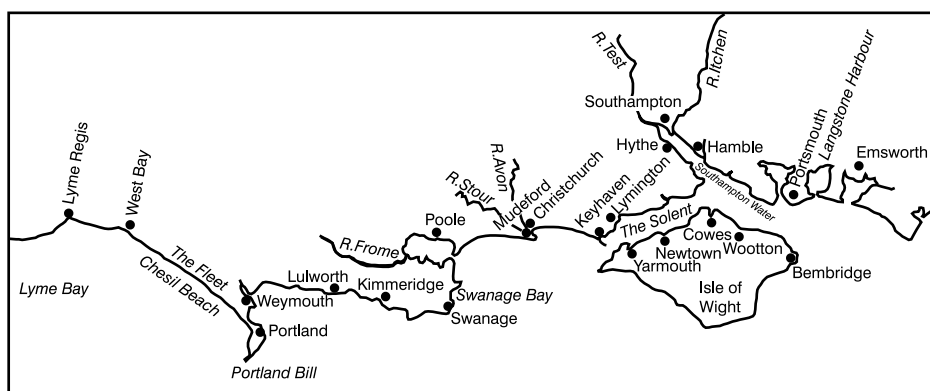 R.Test
R.Itchen
Southampton
Hythe
Hamble
Southampton Water
Portsmouth
Langstone Harbour
Emsworth
Lyme Regis
West Bay
R.Stour
R.Avon
Mudeford
Christchurch
Keyhaven
Lymington
The Solent
Poole
R.Frome
Cowes
Wootton
Newtown
Yarmouth
Bembridge
Isle of
Wight
The Fleet
Chesil Beach
Lyme Bay
Lulworth
Kimmeridge
Swanage Bay
Swanage
Weymouth
Portland
Portland Bill